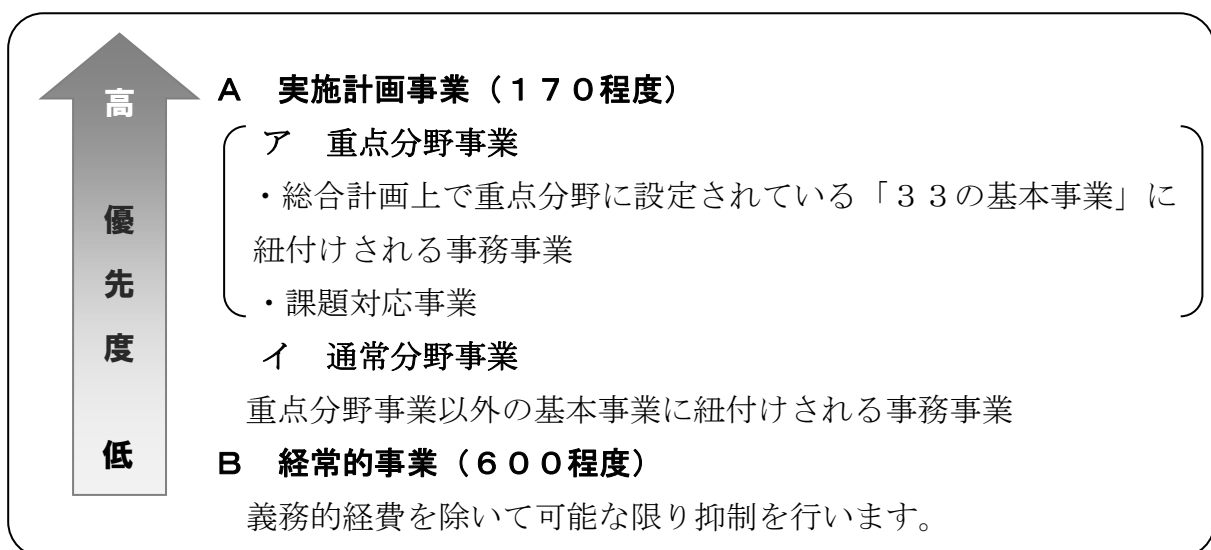 高
優
先
度
低
A　実施計画事業（１７０程度）
ア　重点分野事業
・総合計画上で重点分野に設定されている「３３の基本事業」に
紐付けされる事務事業
・課題対応事業
イ　通常分野事業
重点分野事業以外の基本事業に紐付けされる事務事業
B　経常的事業（６００程度）
義務的経費を除いて可能な限り抑制を行います。